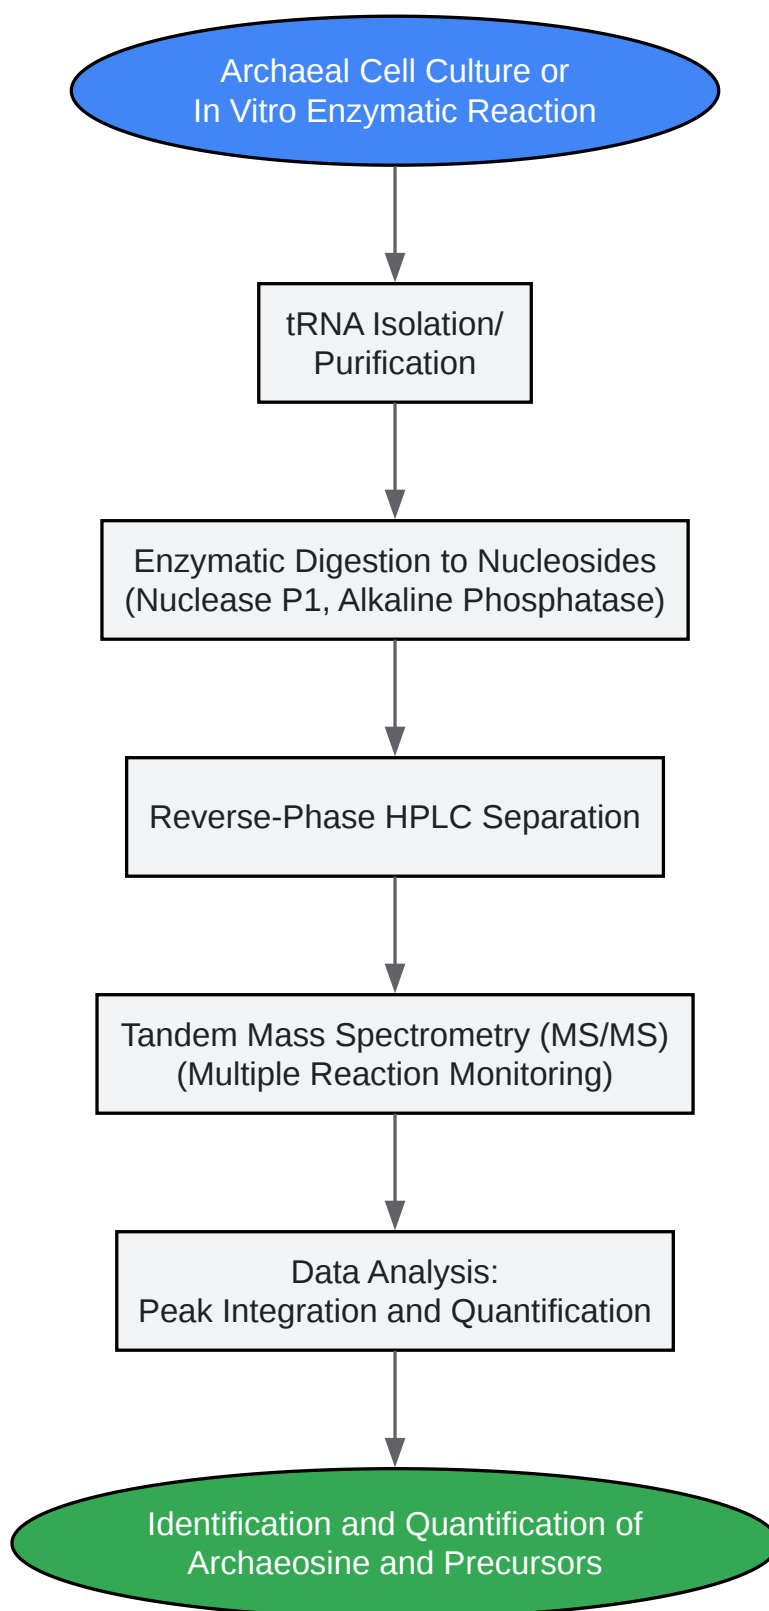 Archaeal Cell Culture or
In Vitro Enzymatic Reaction
tRNA Isolation/
Purification
Enzymatic Digestion to Nucleosides
(Nuclease P1, Alkaline Phosphatase)
Reverse-Phase HPLC Separation
Tandem Mass Spectrometry (MS/MS)
(Multiple Reaction Monitoring)
Data Analysis:
Peak Integration and Quantification
Identification and Quantification of
Archaeosine and Precursors